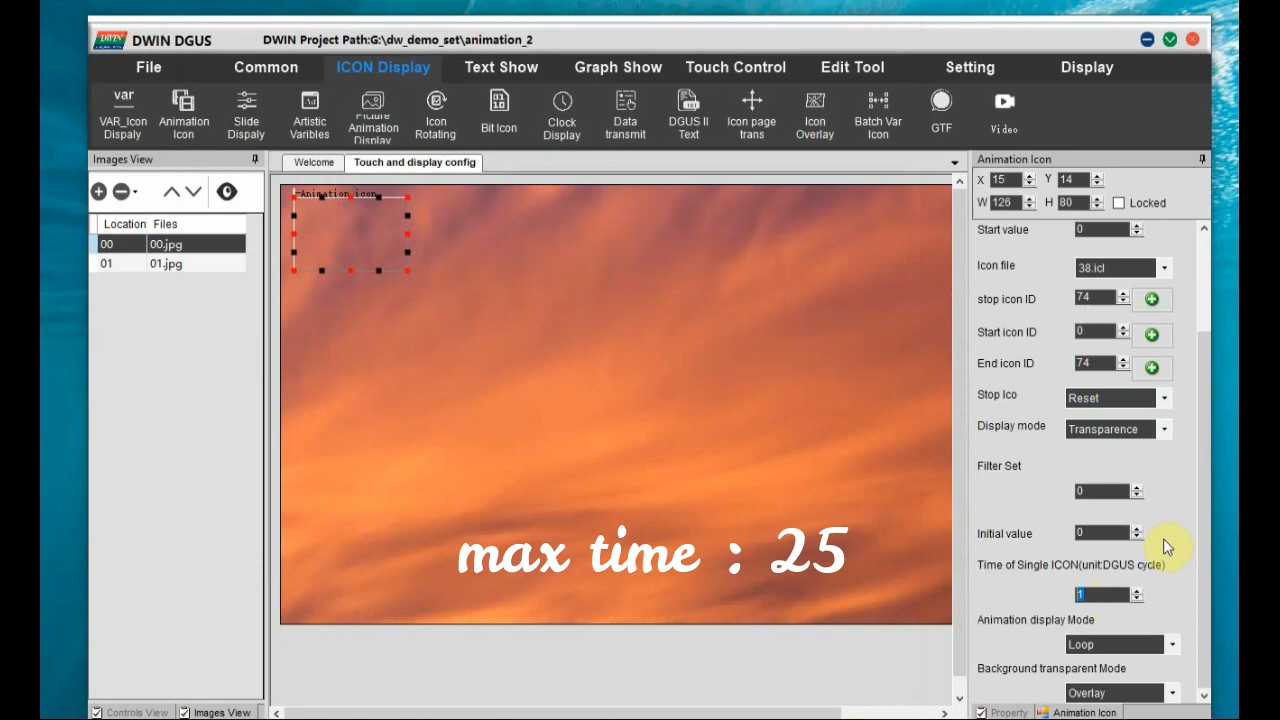 DWIN DGUS DWIN Project Path:G:\dw_demo_set\animation_2
File Common ICON Display Text Show Graph Show Touch Control Edit Tool Setting Display
VAR_Icon Dispaly
Animation Icon
Slide Dispaly
Artistic Varibles
Picture Animation Display
Icon Rotating
Bit Icon
Clock Display
Data transmit
DGUS II Text
Icon page trans
Icon Overlay
Batch Var Icon
GTF
Video
Images View
Welcome Touch and display config
Location Files
00 00.jpg
01 01.jpg
Animation icon
max time : 25
Animation Icon
X 15 Y 14
W 126 H 80 Locked
Start value 0
Icon file 38.icl
stop icon ID 74
Start icon ID 0
End icon ID 74
Stop Ico Reset
Display mode Transparence
Filter Set
0
Initial value 0
Time of Single ICON(unit:DGUS cycle)
1
Animation display Mode
Loop
Background transparent Mode
Overlay
Controls View Images View
Property Animation Icon